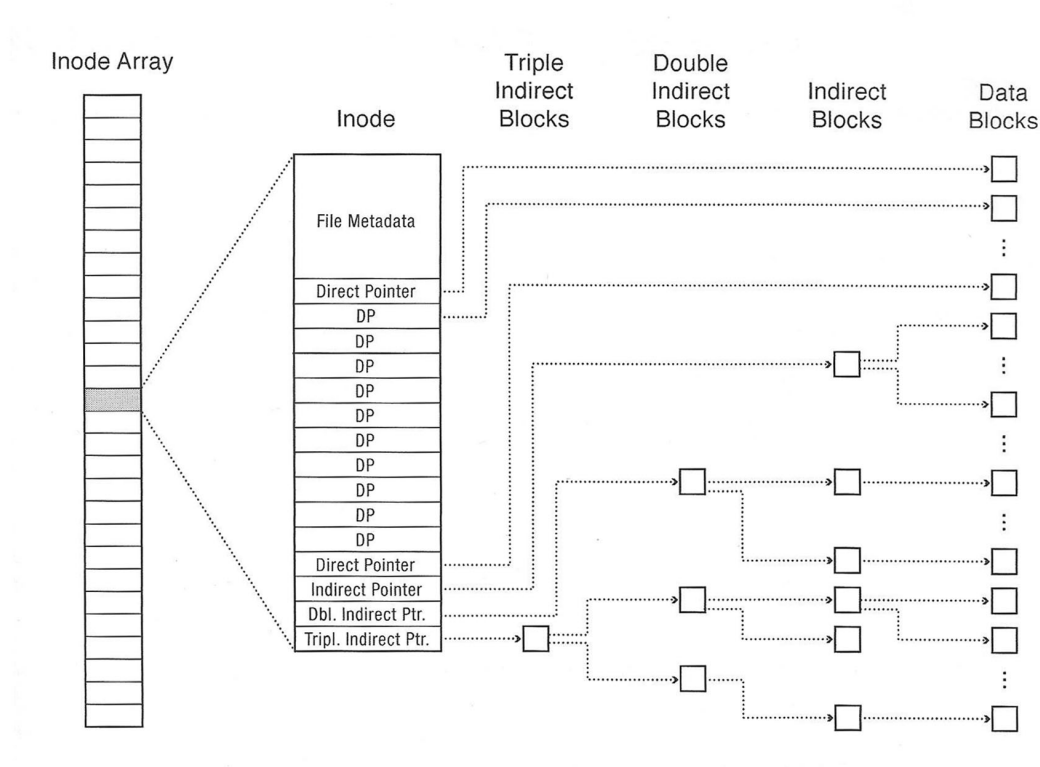 Inode Array
Inode
Triple
Indirect
Blocks
Double
Indirect
Blocks
Indirect
Blocks
Data
Blocks
File Metadata
Direct Pointer
DP
DP
DP
DP
DP
DP
DP
DP
DP
DP
Direct Pointer
Indirect Pointer
Dbl. Indirect Ptr.
Tripl. Indirect Ptr.